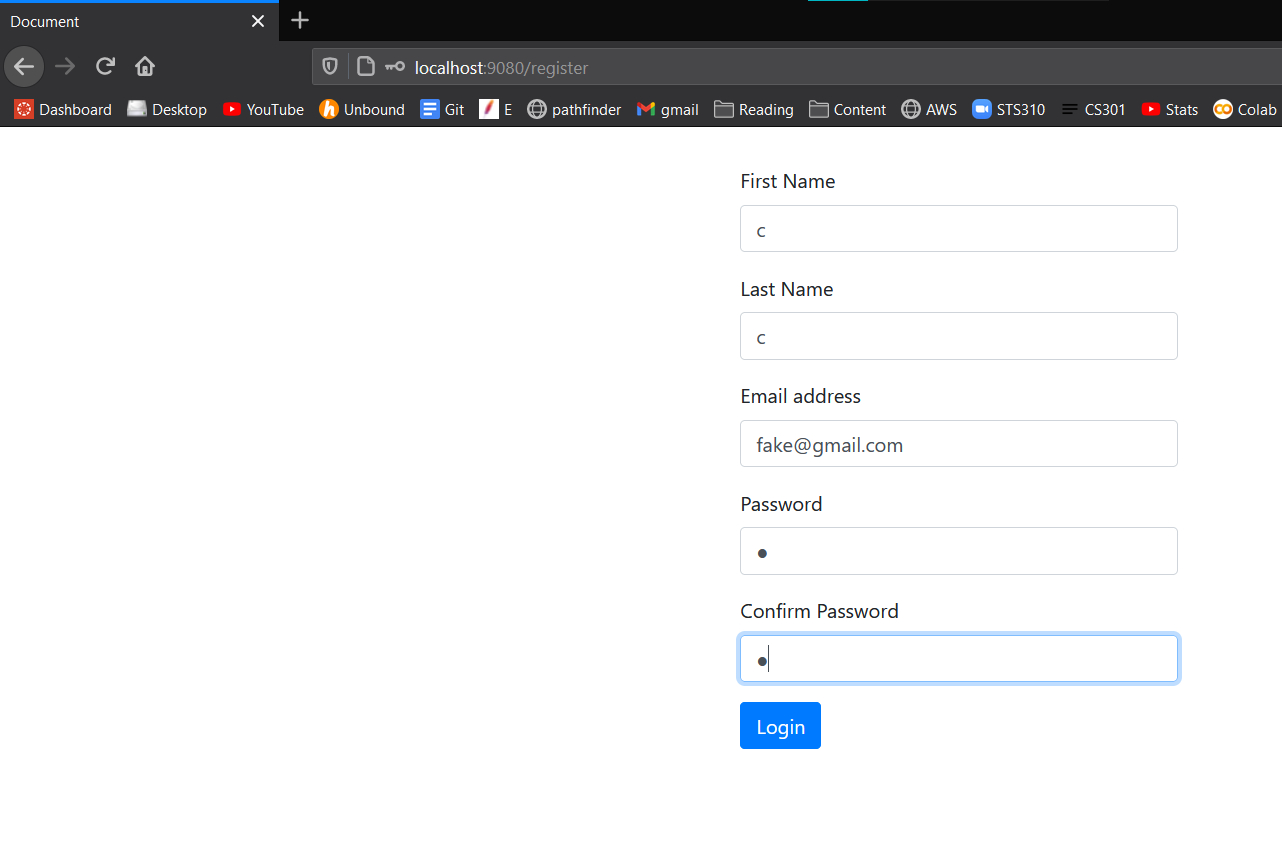 Document
localhost:9080/register
Dashboard Desktop YouTube Unbound Git E pathfinder gmail Reading Content AWS STS310 CS301 Stats Colab
First Name
c
Last Name
c
Email address
fake@gmail.com
Password
●
Confirm Password
●
Login